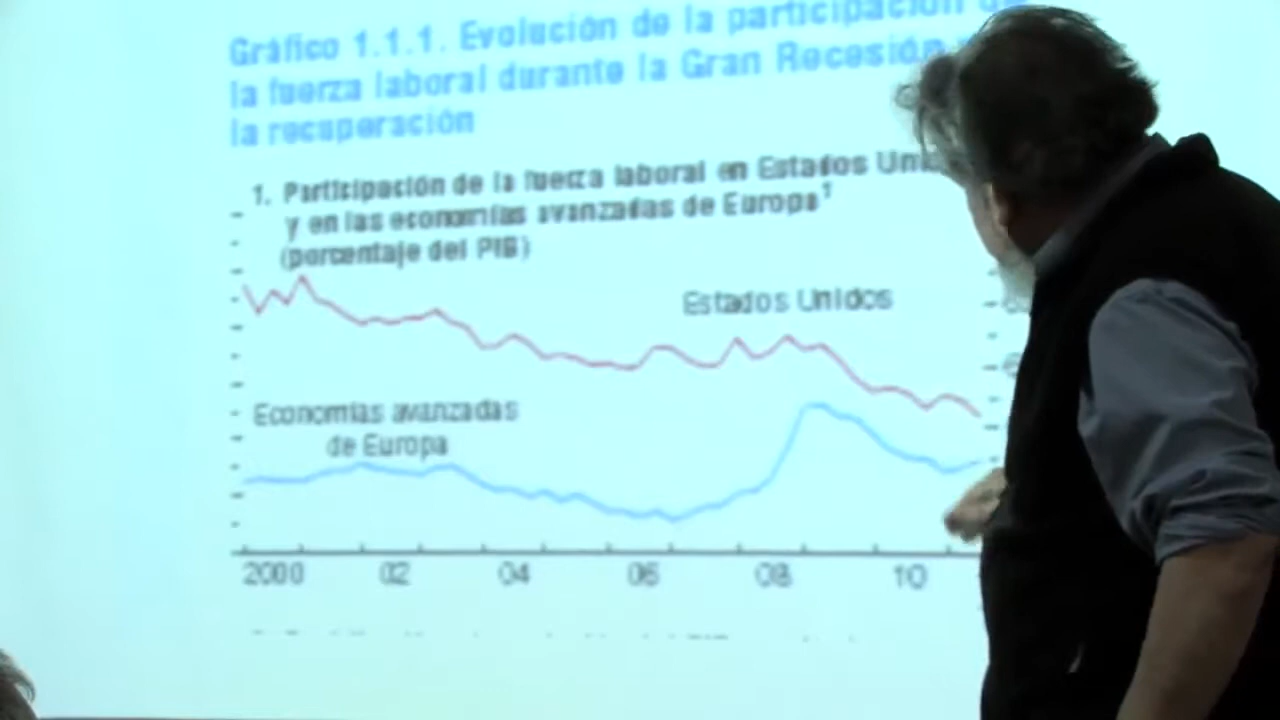 Gráfico 1.1.1. Evolución de la participación de
la fuerza laboral durante la Gran Recesión
la recuperación
1. Participación de la fuerza laboral en Estados Unid
y en las economías avanzadas de Europa¹
(porcentaje del PIB)
Estados Unidos
Economías avanzadas
de Europa
2000 02 04 06 08 10